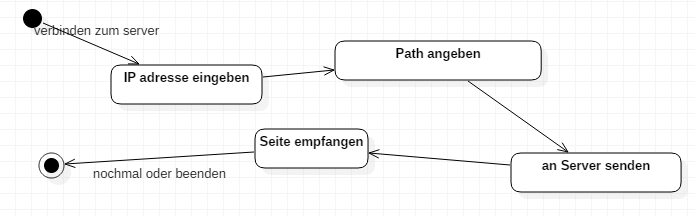 verbinden zum server
IP adresse eingeben
Path angeben
an Server senden
Seite empfangen
nochmal oder beenden